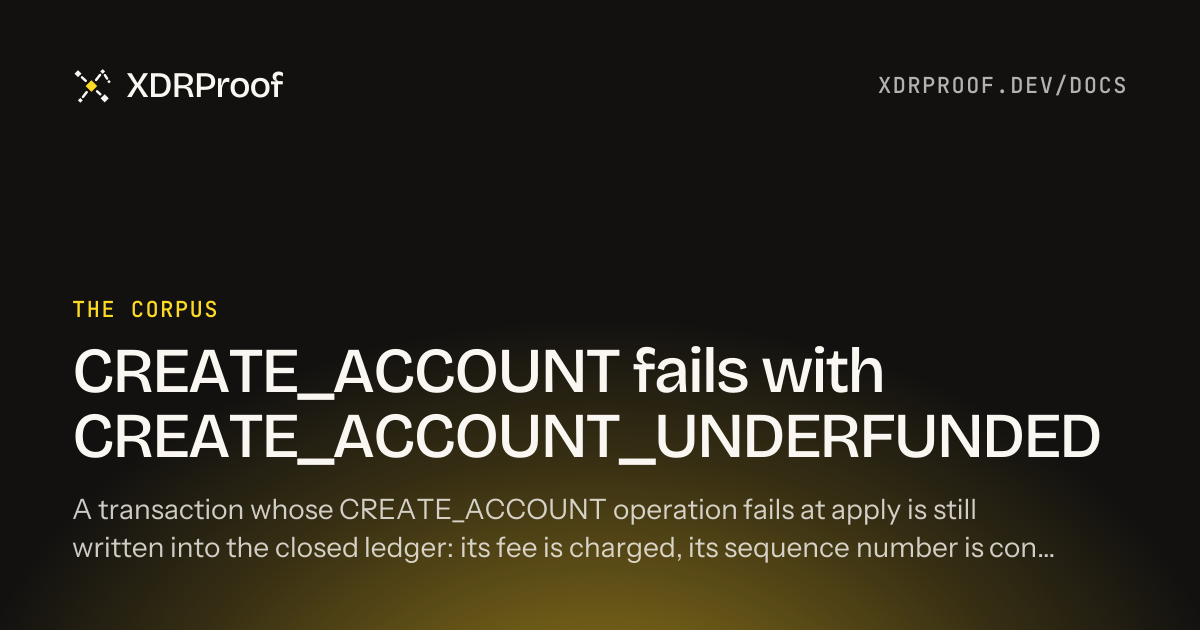 XDRProof
XDRPROOF.DEV/DOCS
THE CORPUS
CREATE_ACCOUNT fails with
CREATE_ACCOUNT_UNDERFUNDED
A transaction whose CREATE_ACCOUNT operation fails at apply is still
written into the closed ledger: its fee is charged, its sequence number is con...